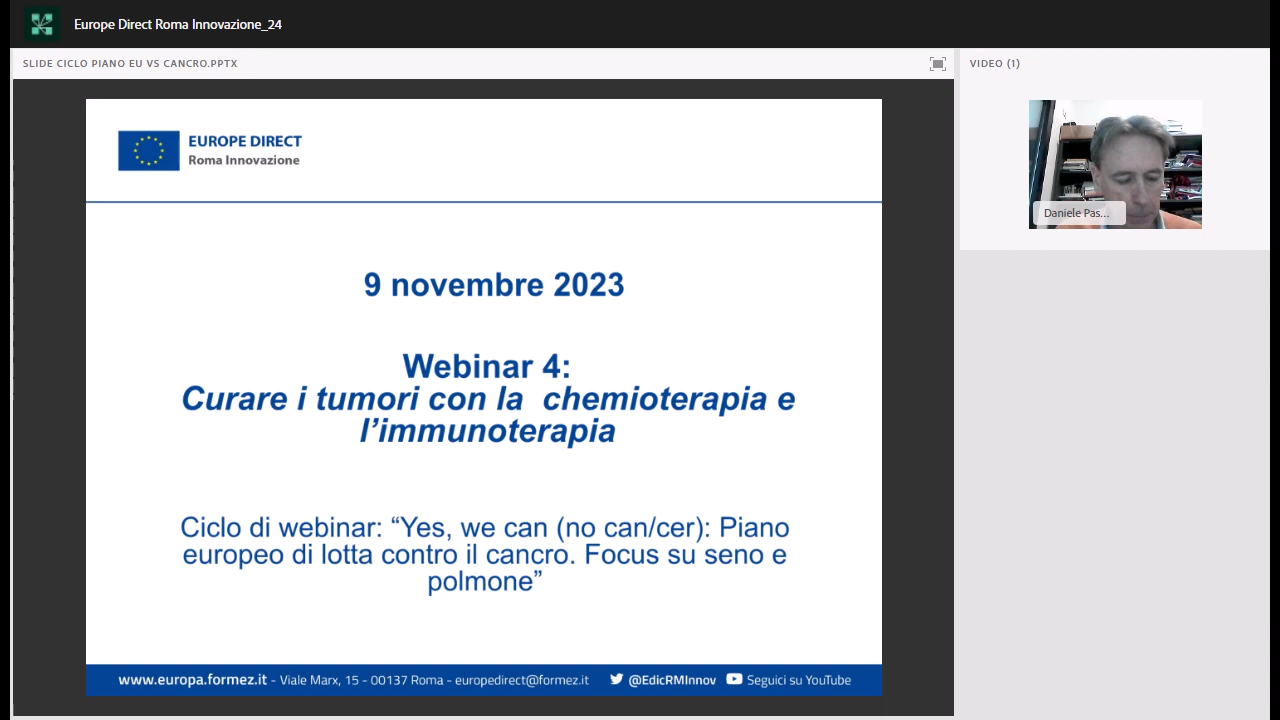 Europe Direct Roma Innovazione_24
SLIDE CICLO PIANO EU VS CANCRO.PPTX
VIDEO (1)
EUROPE DIRECT
Roma Innovazione
Daniele Pas...
9 novembre 2023
Webinar 4:
Curare i tumori con la chemioterapia e
l’immunoterapia
Ciclo di webinar: “Yes, we can (no can/cer): Piano
europeo di lotta contro il cancro. Focus su seno e
polmone”
www.europa.formez.it - Viale Marx, 15 - 00137 Roma - europedirect@formez.it @EdicRMInnov Seguici su YouTube